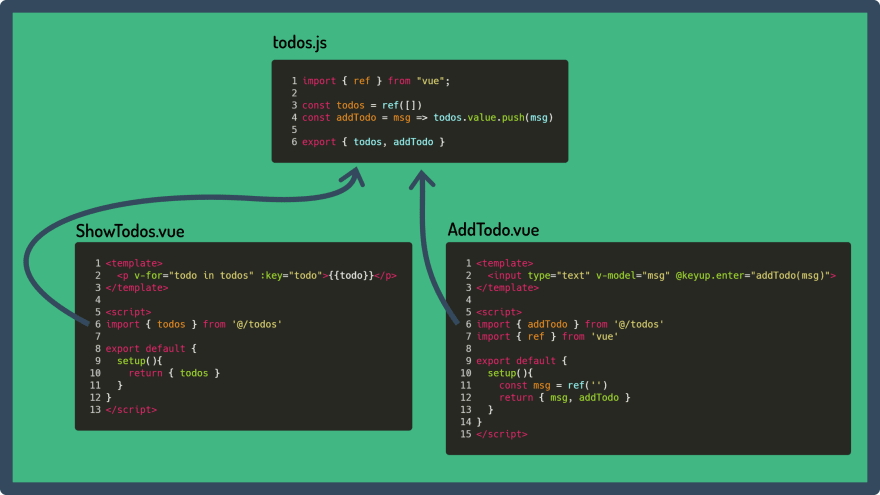 todos.js
1 import { ref } from "vue";
2
3 const todos = ref([])
4 const addTodo = msg => todos.value.push(msg)
5
6 export { todos, addTodo }
ShowTodos.vue
1 <template>
2   <p v-for="todo in todos" :key="todo">{{todo}}</p>
3 </template>
4
5 <script>
6 import { todos } from '@/todos'
7
8 export default {
9   setup(){
10     return { todos }
11   }
12 }
13 </script>
AddTodo.vue
1 <template>
2   <input type="text" v-model="msg" @keyup.enter="addTodo(msg)">
3 </template>
4
5 <script>
6 import { addTodo } from '@/todos'
7 import { ref } from 'vue'
8
9 export default {
10   setup(){
11     const msg = ref('')
12     return { msg, addTodo }
13   }
14 }
15 </script>